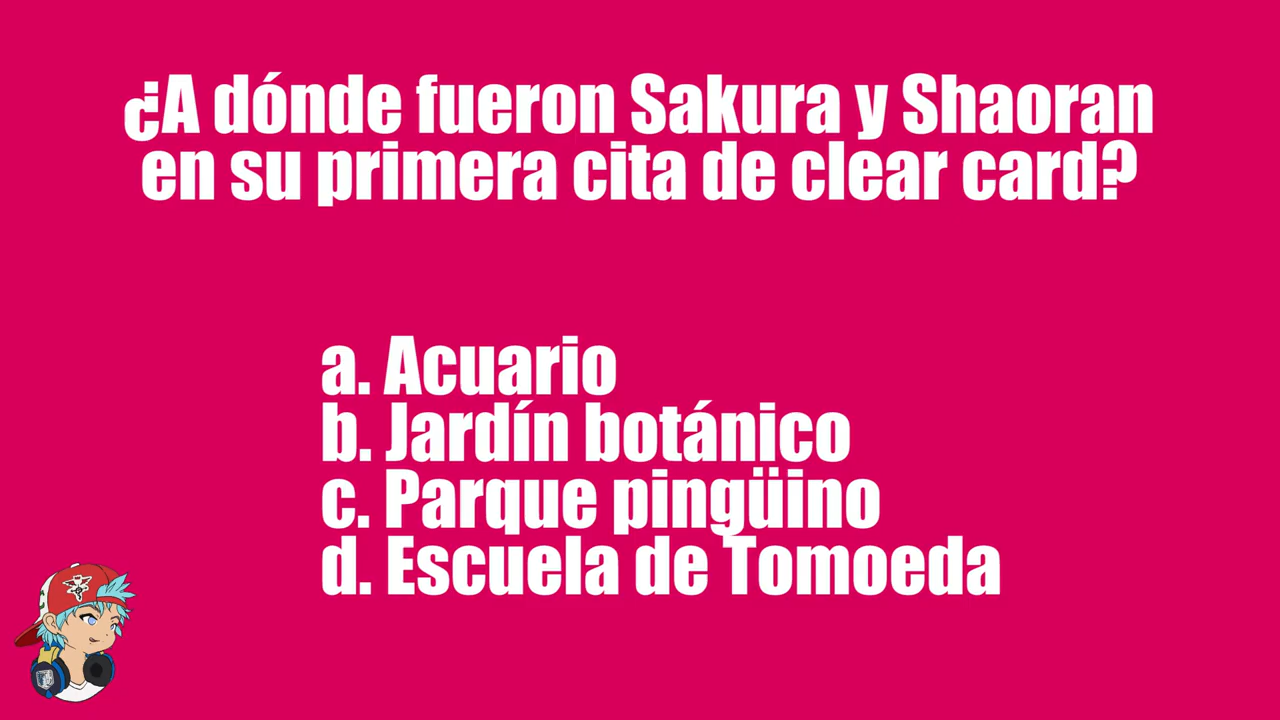 ¿A dónde fueron Sakura y Shaoran
en su primera cita de clear card?
a. Acuario
b. Jardín botánico
c. Parque pingüino
d. Escuela de Tomoeda